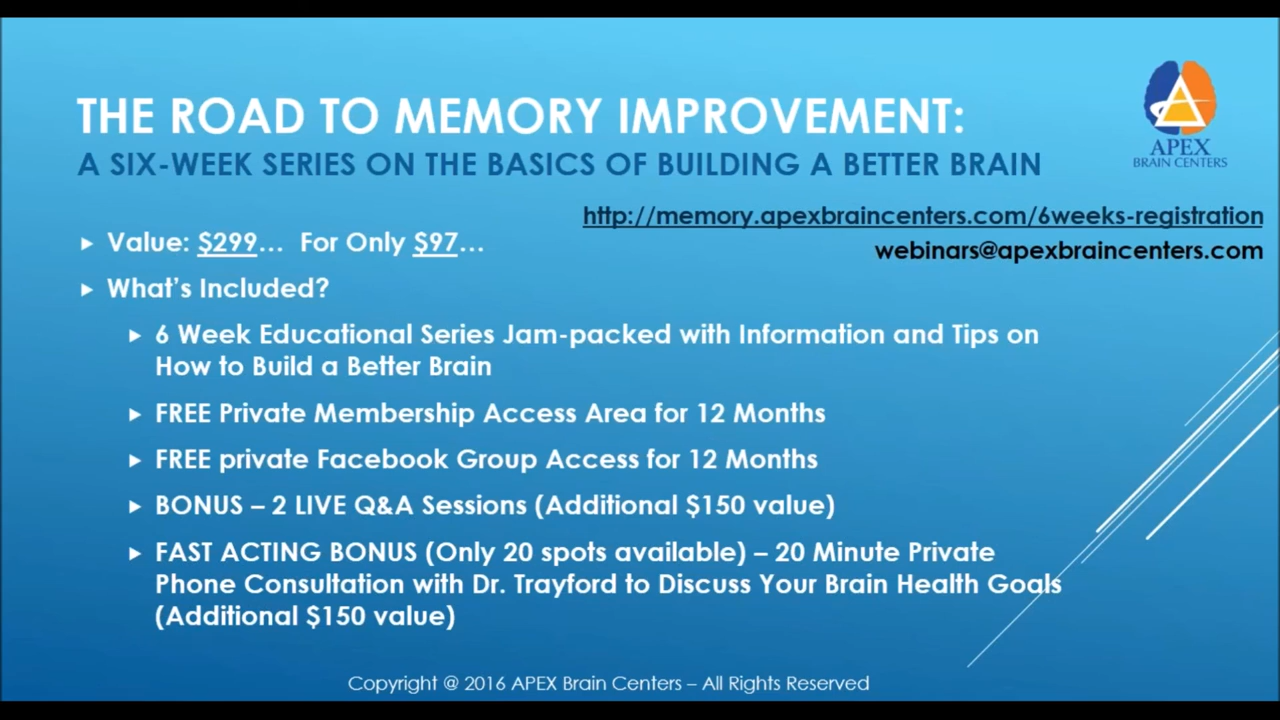 THE ROAD TO MEMORY IMPROVEMENT:
A SIX-WEEK SERIES ON THE BASICS OF BUILDING A BETTER BRAIN
APEX
BRAIN CENTERS
http://memory.apexbraincenters.com/6weeks-registration
webinars@apexbraincenters.com
Value: $299... For Only $97...
What's Included?
6 Week Educational Series Jam-packed with Information and Tips on
How to Build a Better Brain
FREE Private Membership Access Area for 12 Months
FREE private Facebook Group Access for 12 Months
BONUS – 2 LIVE Q&A Sessions (Additional $150 value)
FAST ACTING BONUS (Only 20 spots available) – 20 Minute Private
Phone Consultation with Dr. Trayford to Discuss Your Brain Health Goals
(Additional $150 value)
Copyright @ 2016 APEX Brain Centers – All Rights Reserved